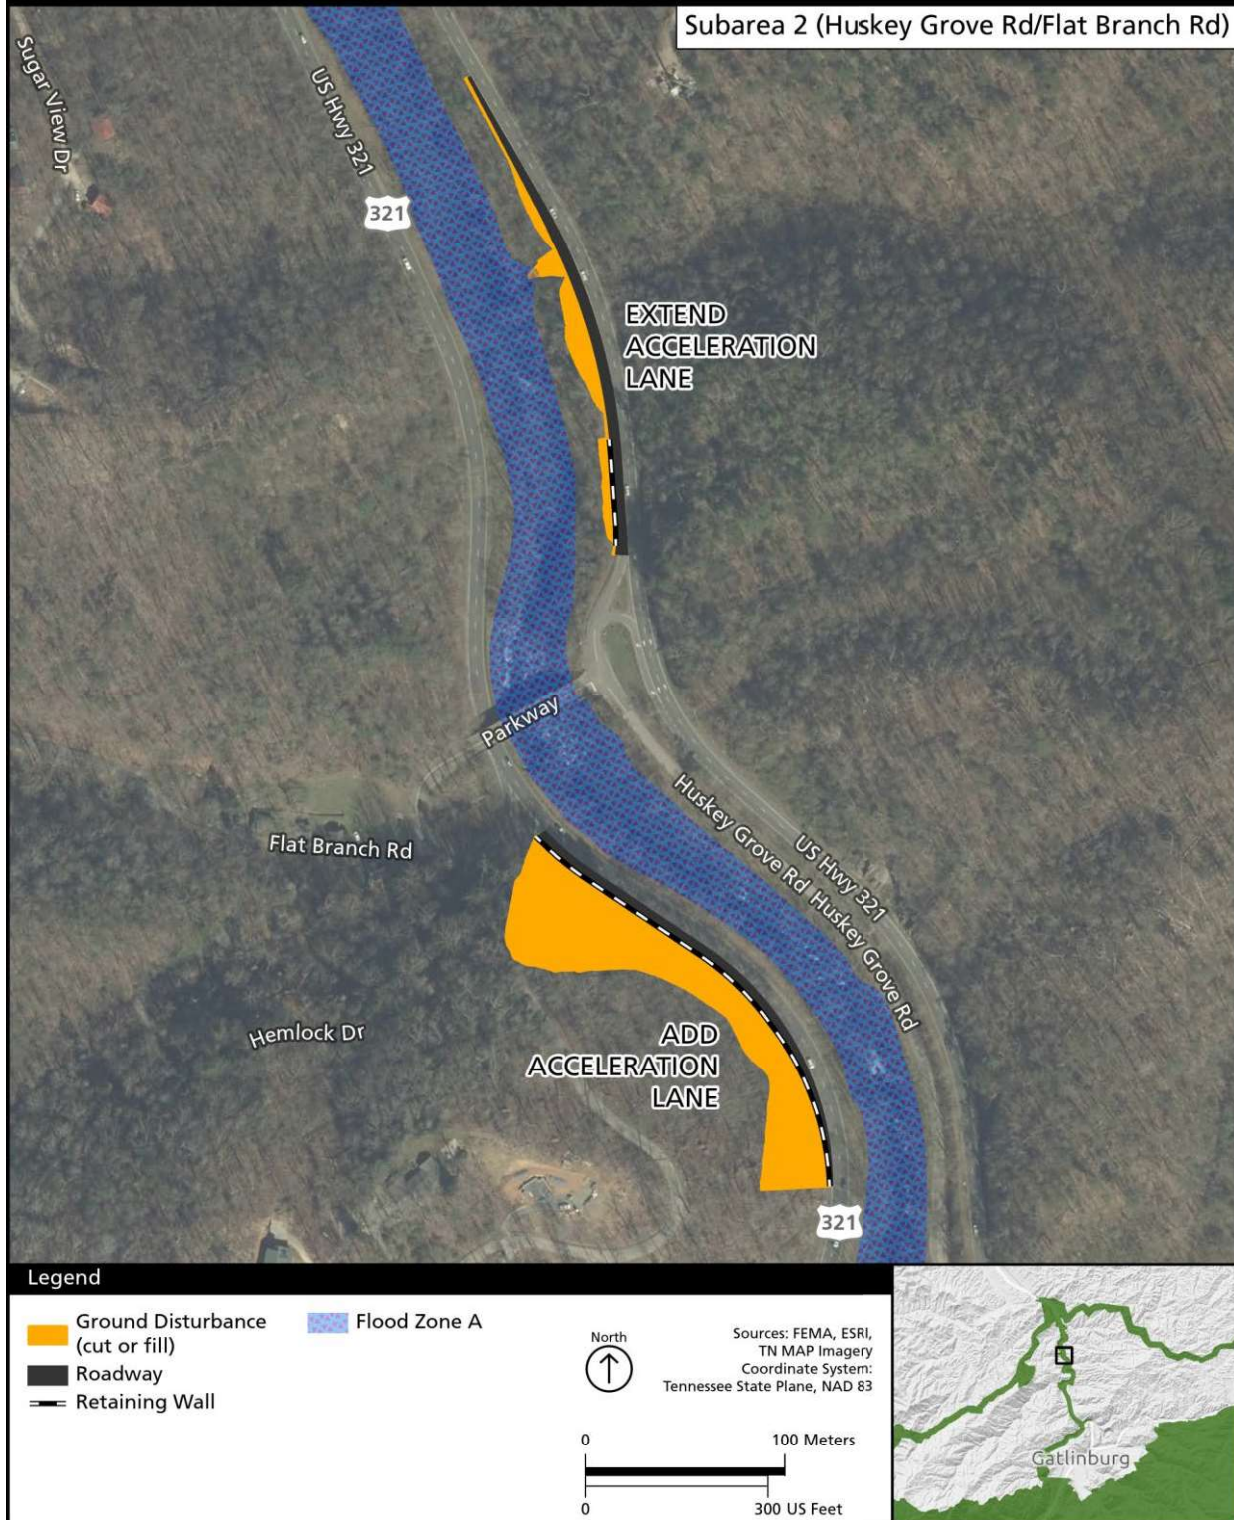 Subarea 2 (Huskey Grove Rd/Flat Branch Rd)
Sugar View Dr
US Hwy 321
321
EXTEND
ACCELERATION
LANE
Parkway
Huskey Grove Rd
US Hwy 321
Huskey Grove Rd
Flat Branch Rd
Hemlock Dr
ADD
ACCELERATION
LANE
321
Legend
Ground Disturbance
(cut or fill)
Roadway
Retaining Wall
Flood Zone A
North
Sources: FEMA, ESRI,
TN MAP Imagery
Coordinate System:
Tennessee State Plane, NAD 83
0 100 Meters
0 300 US Feet
Gatlinburg